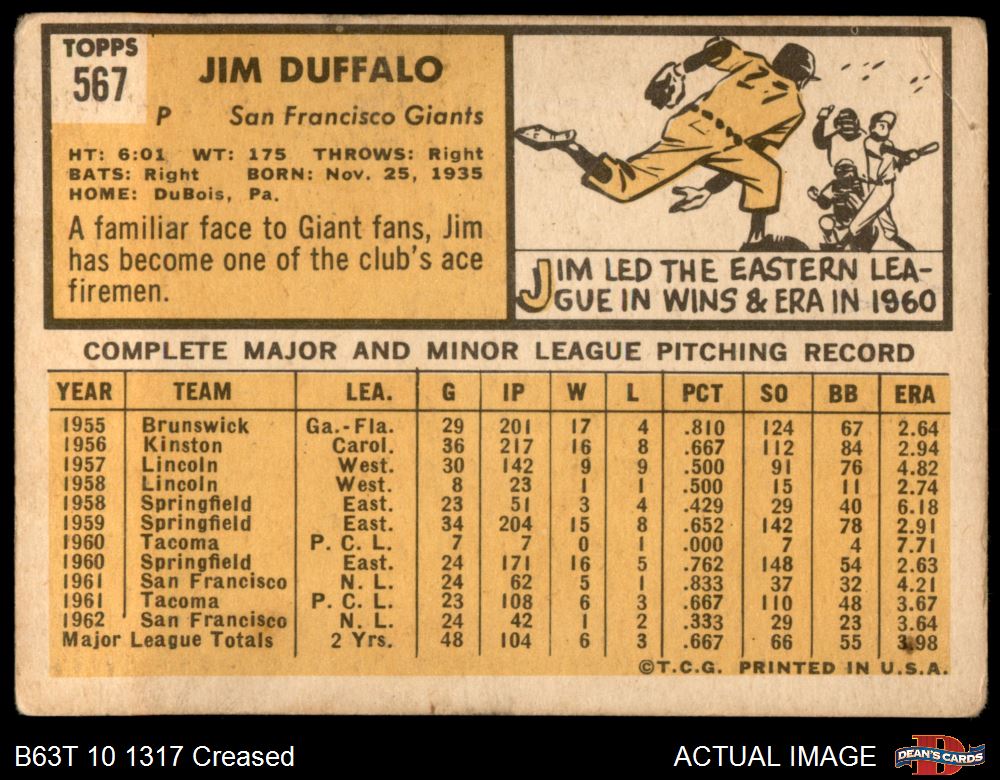 TOPPS
567
JIM DUFFALO
P San Francisco Giants
HT: 6:01 WT: 175 THROWS: Right
BATS: Right BORN: Nov. 25, 1935
HOME: DuBois, Pa.
A familiar face to Giant fans, Jim
has become one of the club's ace
firemen.
2
JIM LED THE EASTERN LEA-
GUE IN WINS & ERA IN 1960
COMPLETE MAJOR AND MINOR LEAGUE PITCHING RECORD
YEAR TEAM LEA. G IP W L PCT SO BB ERA
1955 Brunswick Ga.-Fla. 29 201 17 4 .810 124 67 2.64
1956 Kinston Carol. 36 217 16 8 .667 112 84 2.94
1957 Lincoln West. 30 142 9 9 .500 91 76 4.82
1958 Lincoln West. 8 23 1 1 .500 15 11 2.74
1958 Springfield East. 23 51 3 4 .429 29 40 6.18
1959 Springfield East. 34 204 15 8 .652 142 78 2.91
1960 Tacoma P. C. L. 7 7 0 1 .000 7 4 7.71
1960 Springfield East. 24 171 16 5 .762 148 54 2.63
1961 San Francisco N. L. 24 62 5 1 .833 37 32 4.21
1961 Tacoma P. C. L. 23 108 6 3 .667 110 48 3.67
1962 San Francisco N. L. 24 42 1 2 .333 29 23 3.64
Major League Totals 2 Yrs. 48 104 6 3 .667 66 55 3.98
©T.C.G. PRINTED IN U.S.A.
B63T 10 1317 Creased
ACTUAL IMAGE
DEAN'S CARDS